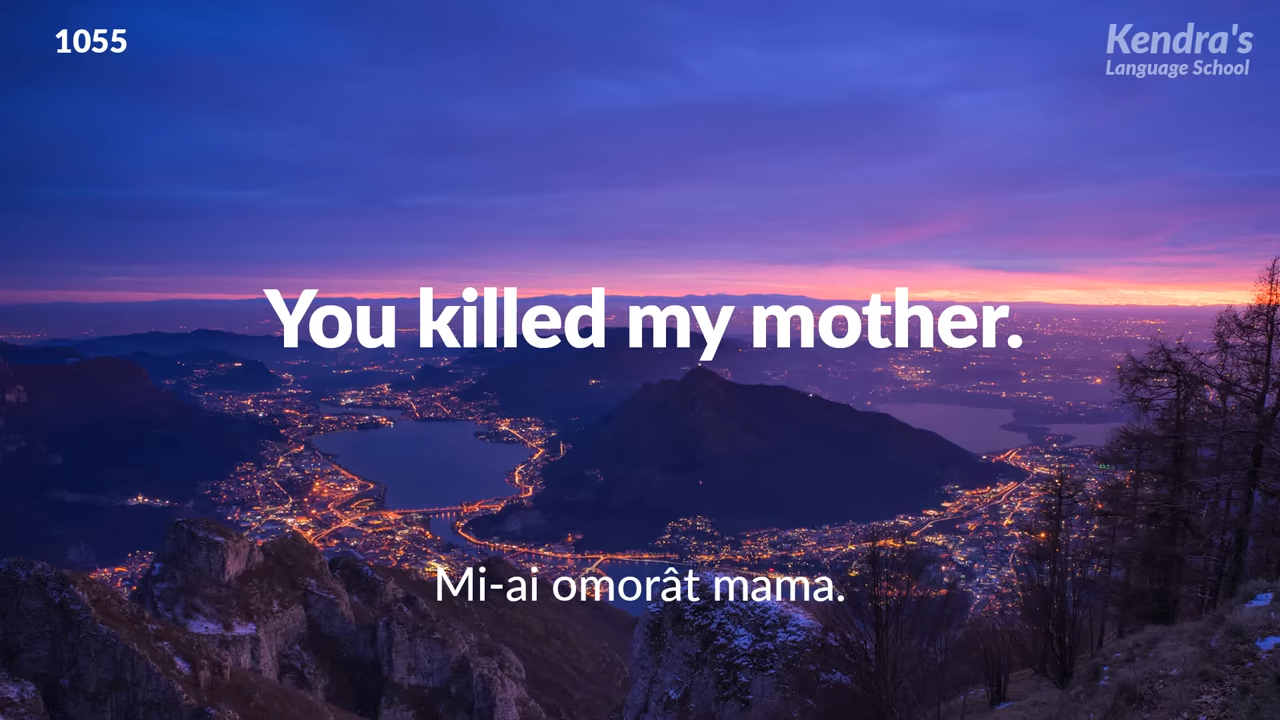 1055
Kendra's
Language School
You killed my mother.
Mi-ai omorât mama.